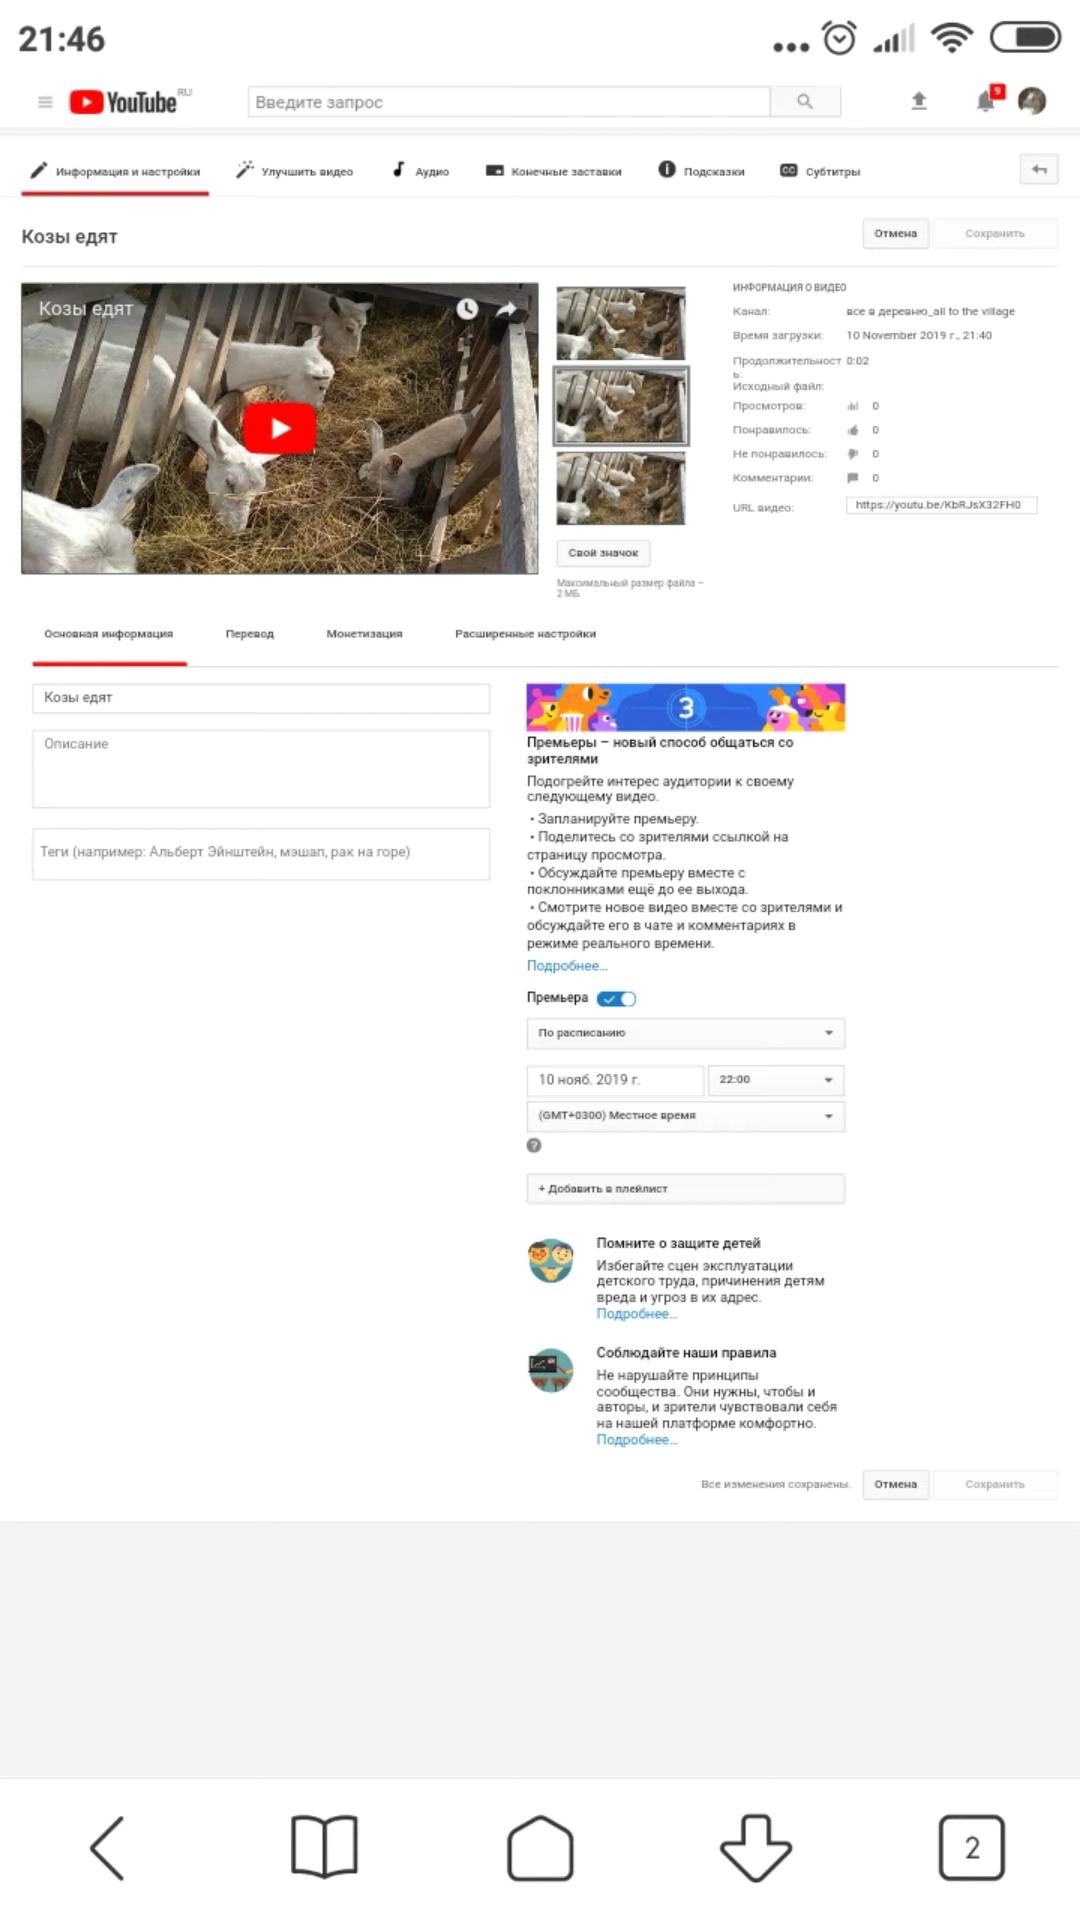 21:46
YouTube RU
Введите запрос
9
Информация и настройки
Улучшить видео
Аудио
Конечные заставки
Подсказки
CC Субтитры
Козы едят
Отмена
Сохранить
Козы едят
ИНФОРМАЦИЯ О ВИДЕО
Канал: все в деревню_all to the village
Время загрузки: 10 November 2019 г., 21:40
Продолжительност 0:02
ь:
Исходный файл:
Просмотров: 0
Понравилось: 0
Не понравилось: 0
Комментарии: 0
URL видео: https://youtu.be/KbRJsX32FH0
Свой значок
Максимальный размер файла –
2 МБ.
Основная информация
Перевод
Монетизация
Расширенные настройки
Козы едят
Описание
Теги (например: Альберт Эйнштейн, мэшап, рак на горе)
3
Премьеры – новый способ общаться со
зрителями
Подогрейте интерес аудитории к своему
следующему видео.
• Запланируйте премьеру.
• Поделитесь со зрителями ссылкой на
страницу просмотра.
• Обсуждайте премьеру вместе с
поклонниками ещё до ее выхода.
• Смотрите новое видео вместе со зрителями и
обсуждайте его в чате и комментариях в
режиме реального времени.
Подробнее...
Премьера
По расписанию
10 нояб. 2019 г.
22:00
(GMT+0300) Местное время
?
+ Добавить в плейлист
Помните о защите детей
Избегайте сцен эксплуатации
детского труда, причинения детям
вреда и угроз в их адрес.
Подробнее...
Соблюдайте наши правила
Не нарушайте принципы
сообщества. Они нужны, чтобы и
авторы, и зрители чувствовали себя
на нашей платформе комфортно.
Подробнее...
Все изменения сохранены.
Отмена
Сохранить
2